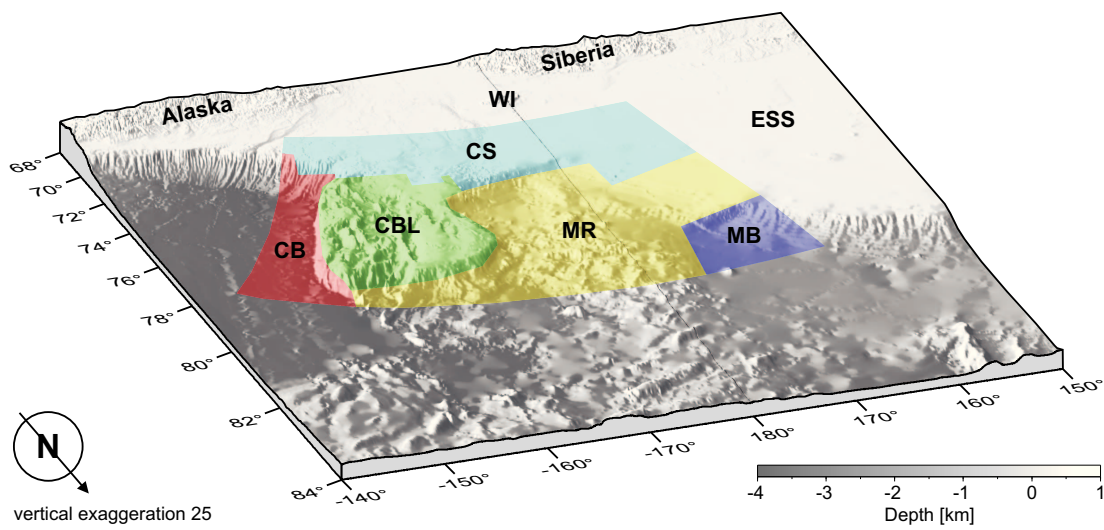 Siberia
Alaska
WI
ESS
CS
CBL
CB
MR
MB
68°
70°
72°
74°
76°
78°
80°
82°
84°
-140°
-150°
-160°
-170°
180°
170°
160°
150°
N
vertical exaggeration 25
-4 -3 -2 -1 0 1
Depth [km]